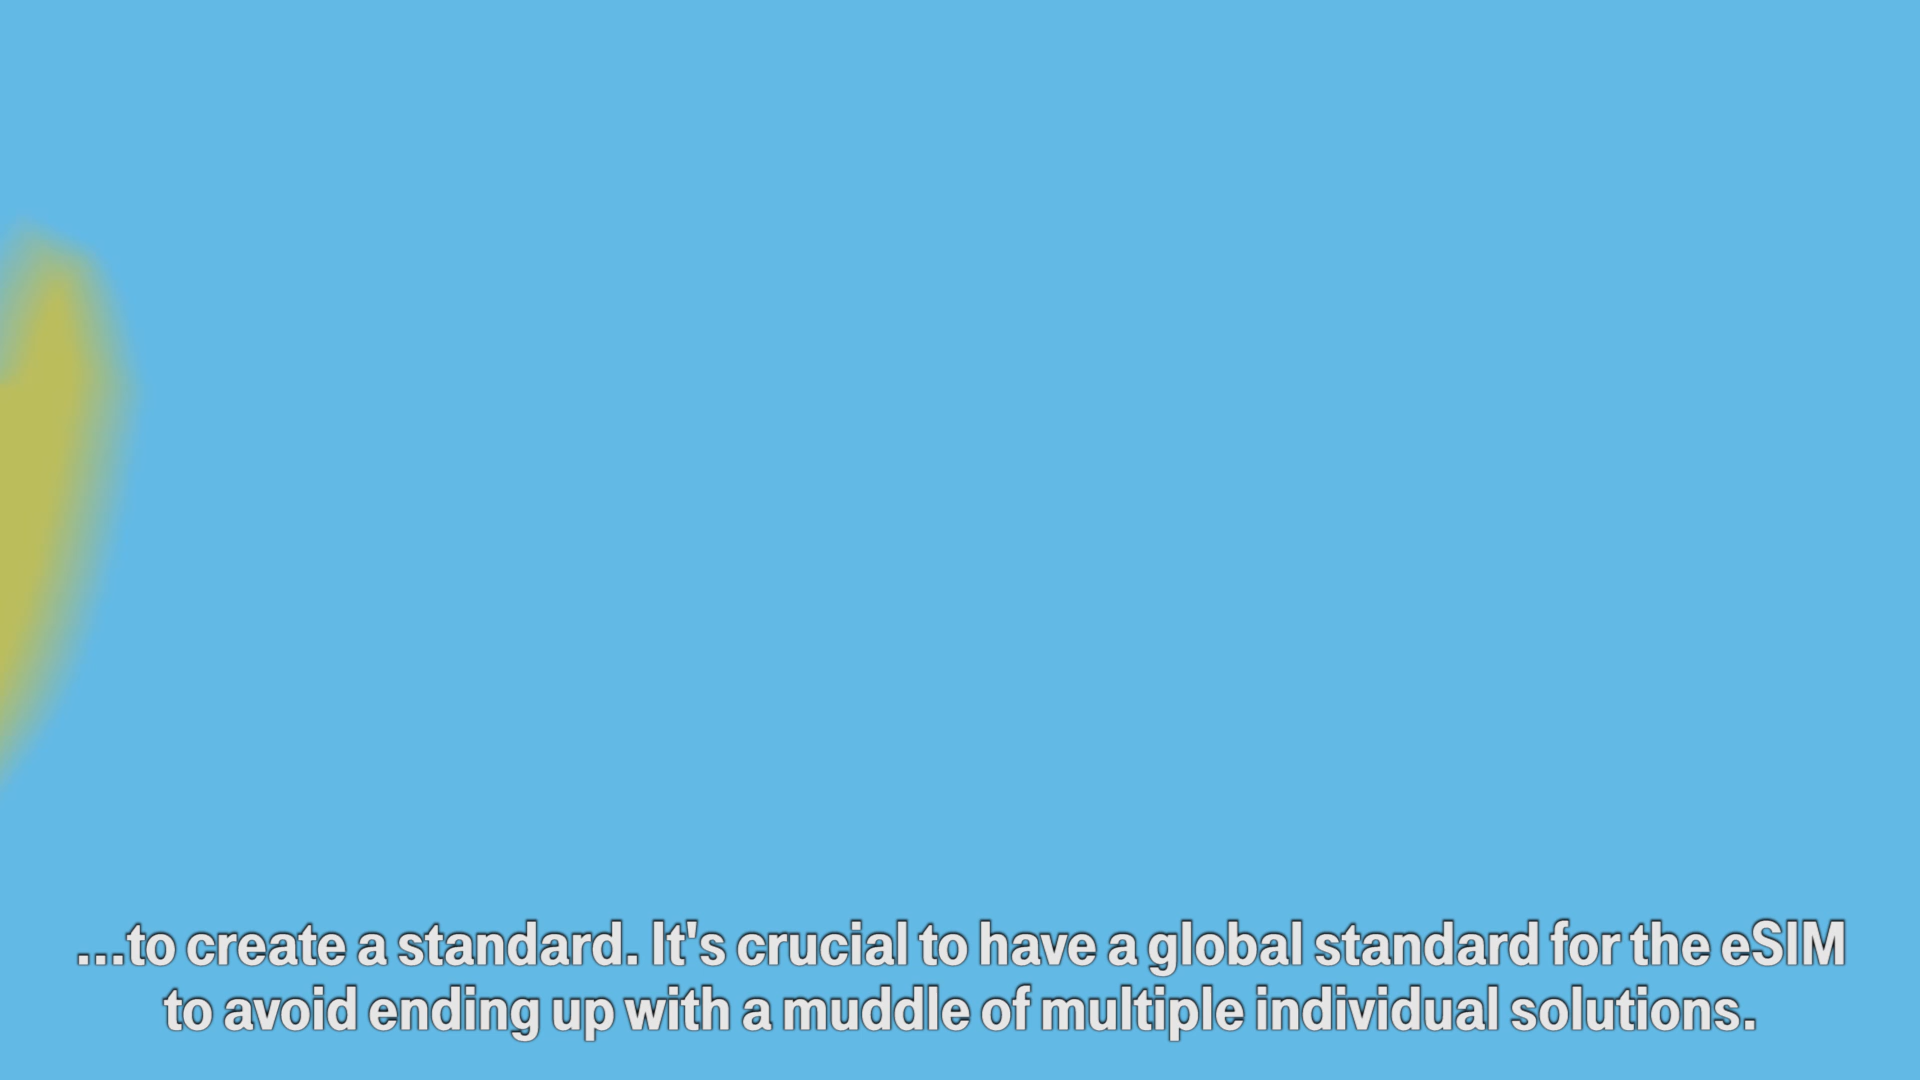 ...to create a standard. It's crucial to have a global standard for the eSIM
to avoid ending up with a muddle of multiple individual solutions.